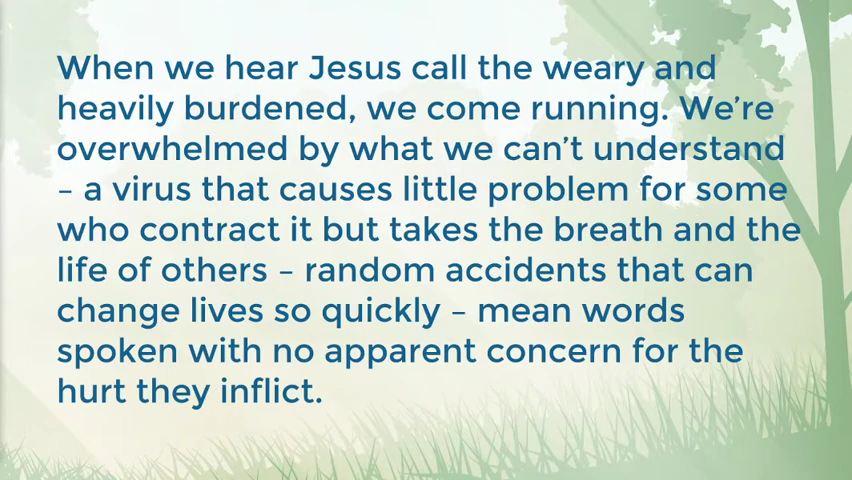 When we hear Jesus call the weary and
heavily burdened, we come running. We’re
overwhelmed by what we can’t understand
– a virus that causes little problem for some
who contract it but takes the breath and the
life of others – random accidents that can
change lives so quickly – mean words
spoken with no apparent concern for the
hurt they inflict.